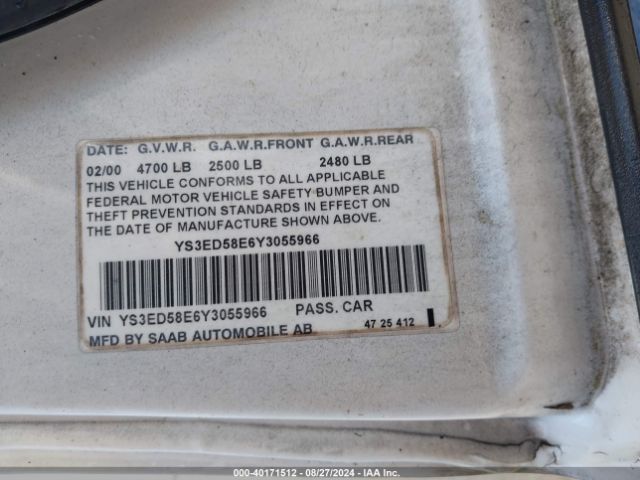 DATE: G.V.W.R. G.A.W.R.FRONT G.A.W.R.REAR
02/00 4700 LB 2500 LB 2480 LB
THIS VEHICLE CONFORMS TO ALL APPLICABLE
FEDERAL MOTOR VEHICLE SAFETY BUMPER AND
THEFT PREVENTION STANDARDS IN EFFECT ON
THE DATE OF MANUFACTURE SHOWN ABOVE.
YS3ED58E6Y3055966
VIN YS3ED58E6Y3055966 PASS. CAR
MFD BY SAAB AUTOMOBILE AB 47 25 412
000-40171512 - 08/27/2024 - IAA Inc.